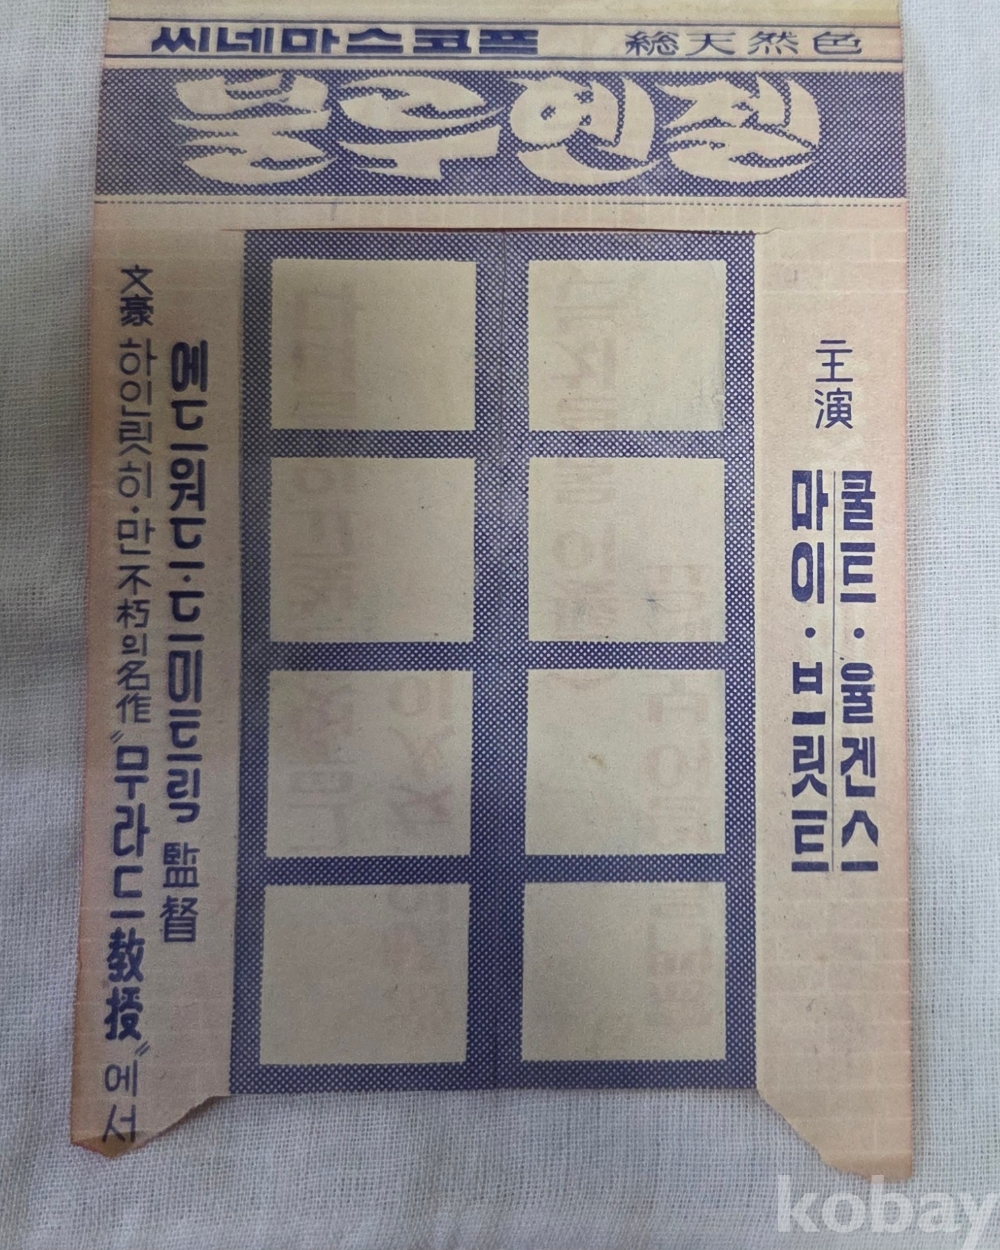 씨네마스코프 総天然色
불루엔젤
主演
쿨트·율겐스
마이·브릿트
에드워드·드미트릭 監督
文豪 하인릿히·만 不朽의 名作 “무라드敎授”에서
kobay